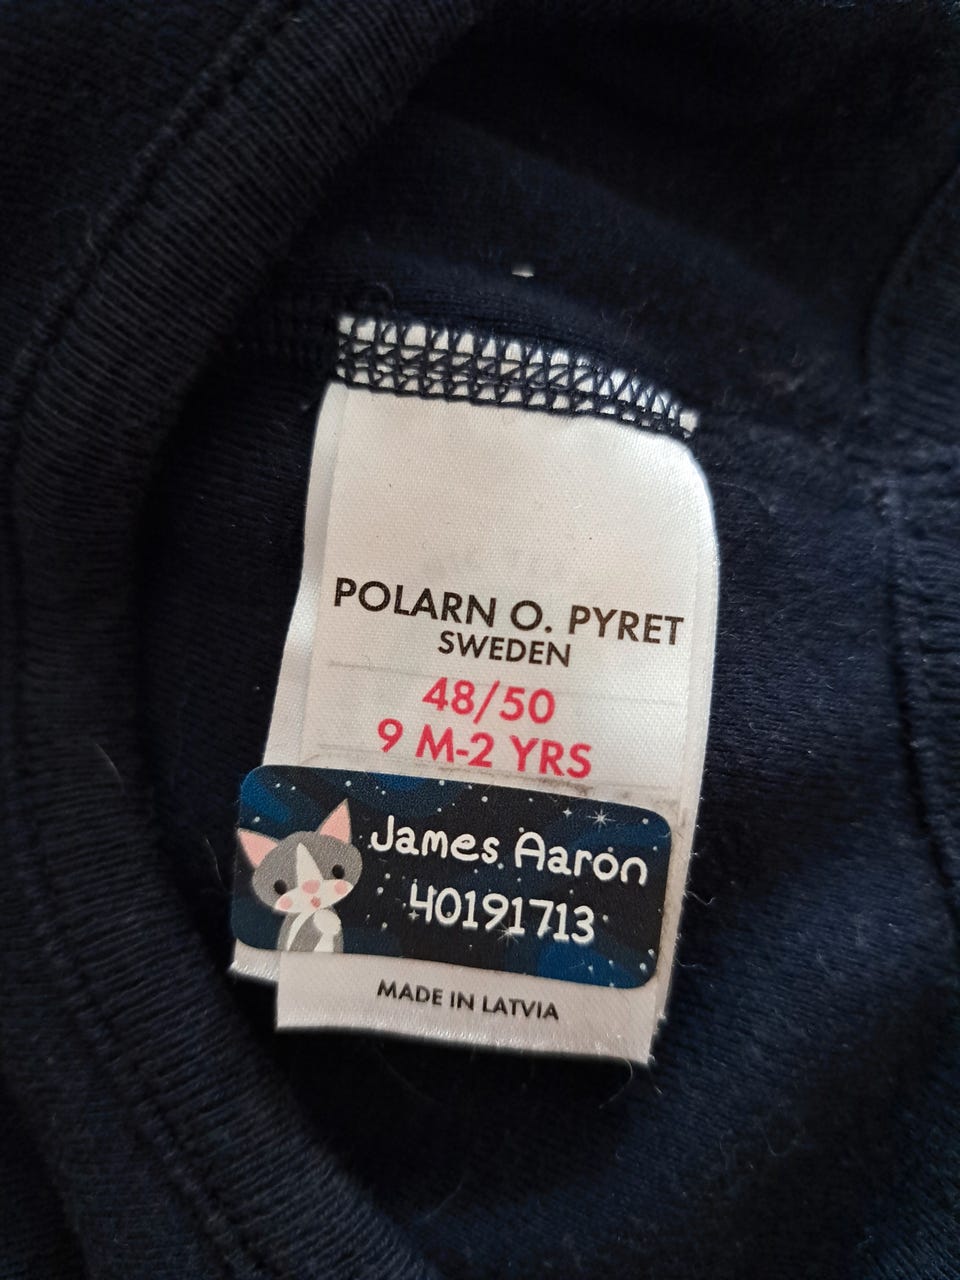 POLARN O. PYRET
SWEDEN
48/50
9 M-2 YRS
James Aaron
40191713
MADE IN LATVIA